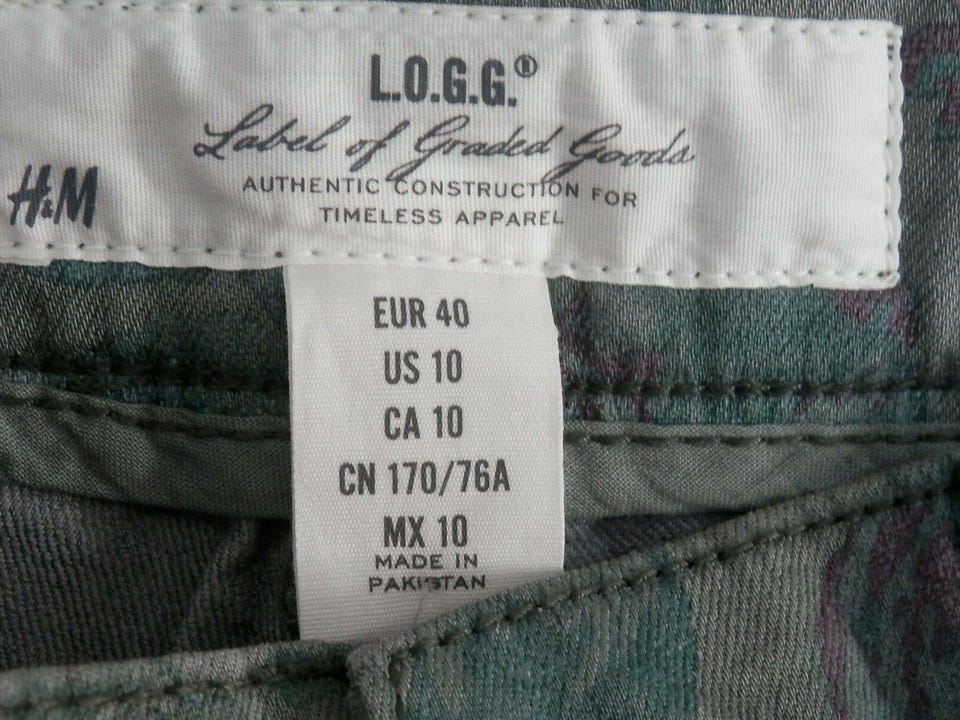 L.O.G.G.®
Label of Graded Goods
AUTHENTIC CONSTRUCTION FOR
TIMELESS APPAREL
H&M
EUR 40
US 10
CA 10
CN 170/76A
MX 10
MADE IN
PAKISTAN